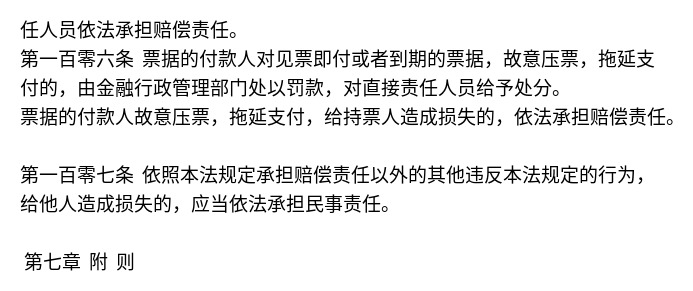 任人员依法承担赔偿责任。
第一百零六条 票据的付款人对见票即付或者到期的票据，故意压票，拖延支
付的，由金融行政管理部门处以罚款，对直接责任人员给予处分。
票据的付款人故意压票，拖延支付，给持票人造成损失的，依法承担赔偿责任。
第一百零七条 依照本法规定承担赔偿责任以外的其他违反本法规定的行为，
给他人造成损失的，应当依法承担民事责任。
第七章 附 则